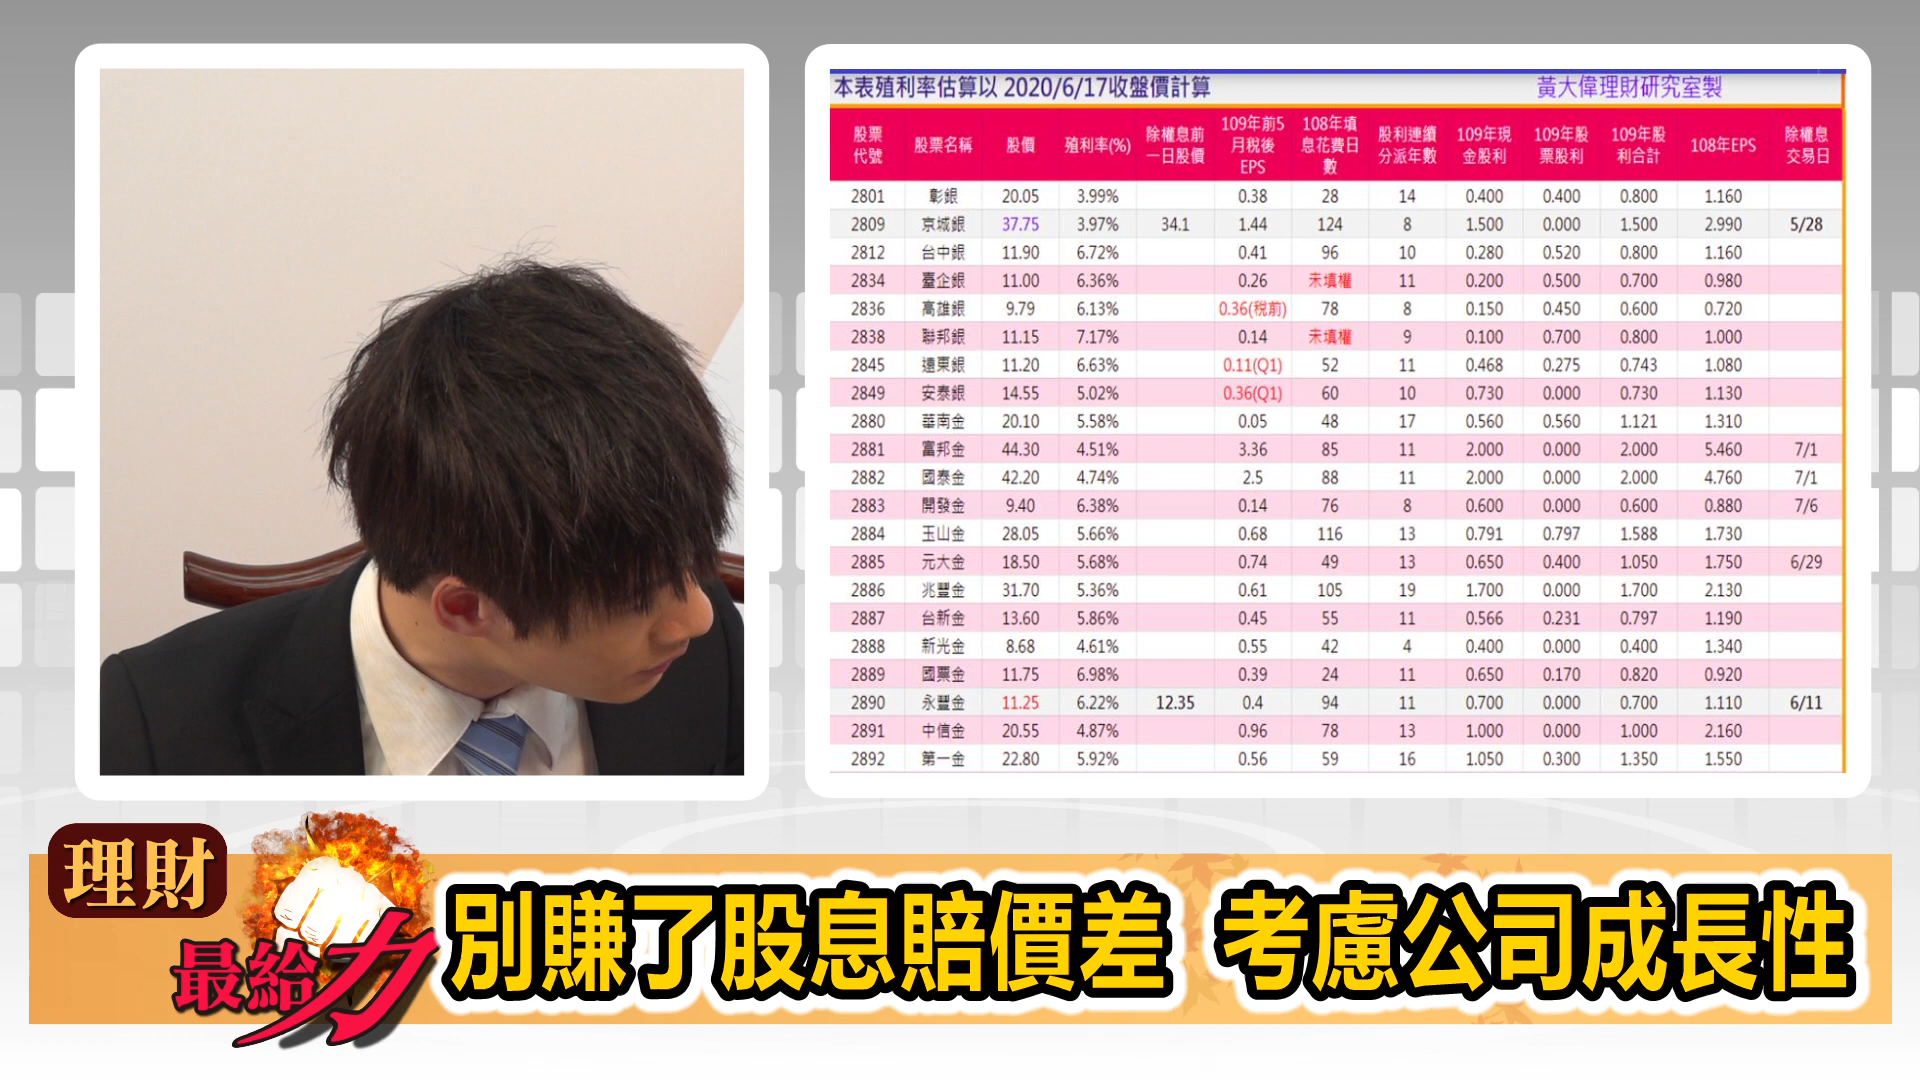 本表殖利率估算以 2020/6/17收盤價計算 黃大偉理財研究室製
股票代號 股票名稱 股價 殖利率(%) 除權息前一日股價 109年前5月稅後EPS 108年填息花費日數 股利連續分派年數 109年現金股利 109年股票股利 109年股利合計 108年EPS 除權息交易日
2801 彰銀 20.05 3.99% 0.38 28 14 0.400 0.400 0.800 1.160
2809 京城銀 37.75 3.97% 34.1 1.44 124 8 1.500 0.000 1.500 2.990 5/28
2812 台中銀 11.90 6.72% 0.41 96 10 0.280 0.520 0.800 1.160
2834 臺企銀 11.00 6.36% 0.26 未填權 11 0.200 0.500 0.700 0.980
2836 高雄銀 9.79 6.13% 0.36(稅前) 78 8 0.150 0.450 0.600 0.720
2838 聯邦銀 11.15 7.17% 0.14 未填權 9 0.100 0.700 0.800 1.000
2845 遠東銀 11.20 6.63% 0.11(Q1) 52 11 0.468 0.275 0.743 1.080
2849 安泰銀 14.55 5.02% 0.36(Q1) 60 10 0.730 0.000 0.730 1.130
2880 華南金 20.10 5.58% 0.05 48 17 0.560 0.560 1.121 1.310
2881 富邦金 44.30 4.51% 3.36 85 11 2.000 0.000 2.000 5.460 7/1
2882 國泰金 42.20 4.74% 2.5 88 11 2.000 0.000 2.000 4.760 7/1
2883 開發金 9.40 6.38% 0.14 76 8 0.600 0.000 0.600 0.880 7/6
2884 玉山金 28.05 5.66% 0.68 116 13 0.791 0.797 1.588 1.730
2885 元大金 18.50 5.68% 0.74 49 13 0.650 0.400 1.050 1.750 6/29
2886 兆豐金 31.70 5.36% 0.61 105 19 1.700 0.000 1.700 2.130
2887 台新金 13.60 5.86% 0.45 55 11 0.566 0.231 0.797 1.190
2888 新光金 8.68 4.61% 0.55 42 4 0.400 0.000 0.400 1.340
2889 國票金 11.75 6.98% 0.39 24 11 0.650 0.170 0.820 0.920
2890 永豐金 11.25 6.22% 12.35 0.4 94 11 0.700 0.000 0.700 1.110 6/11
2891 中信金 20.55 4.87% 0.96 78 13 1.000 0.000 1.000 2.160
2892 第一金 22.80 5.92% 0.56 59 16 1.050 0.300 1.350 1.550
理財
最給力
別賺了股息賠價差 考慮公司成長性